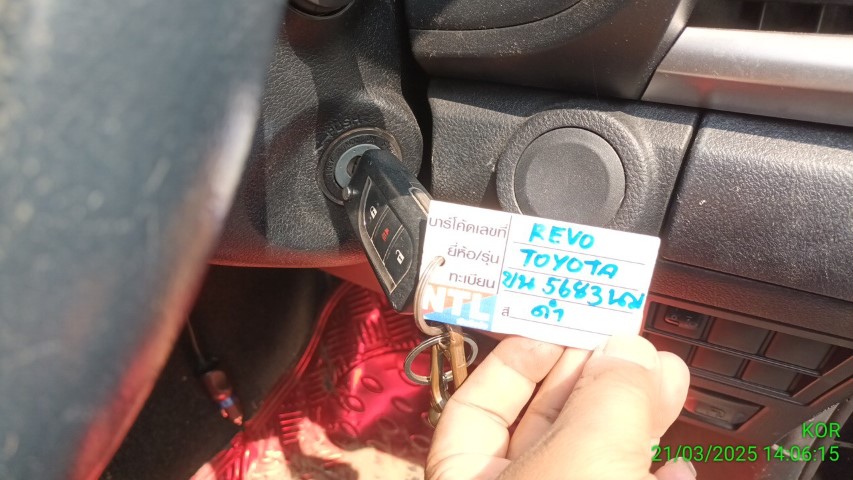 PUSH
บาร์โค้ดเลขที่ REVO
ยี่ห้อ/รุ่น TOYOTA
ทะเบียน ขน 5683 นม
สี ดำ
NTL
KOR
21/03/2025 14:06:15